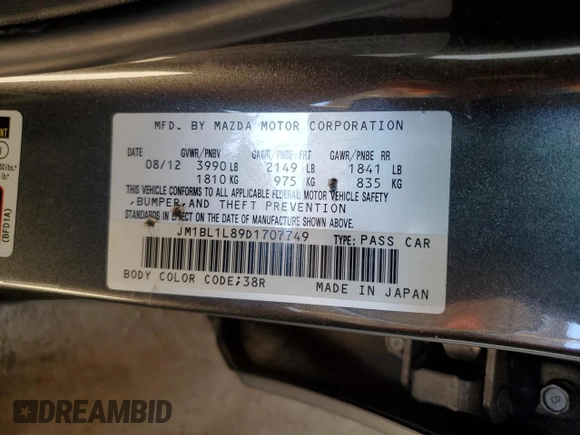 MFD. BY MAZDA MOTOR CORPORATION
DATE GVWR/PNBV GAWR/PNBE FRT GAWR/PNBE RR
08/12 3990 LB 2149 LB 1841 LB
1810 KG 975 KG 835 KG
THIS VEHICLE CONFORMS TO ALL APPLICABLE FEDERAL MOTOR VEHICLE SAFETY
,BUMPER, AND THEFT PREVENTION
STANDARDS IN EFFECT ON THE DATE OF MANUFACTURE SHOWN ABOVE.
JM1BL1L89D1707749 TYPE:PASS CAR
BODY COLOR CODE;38R MADE IN JAPAN
(BFD1A)
DREAMBID